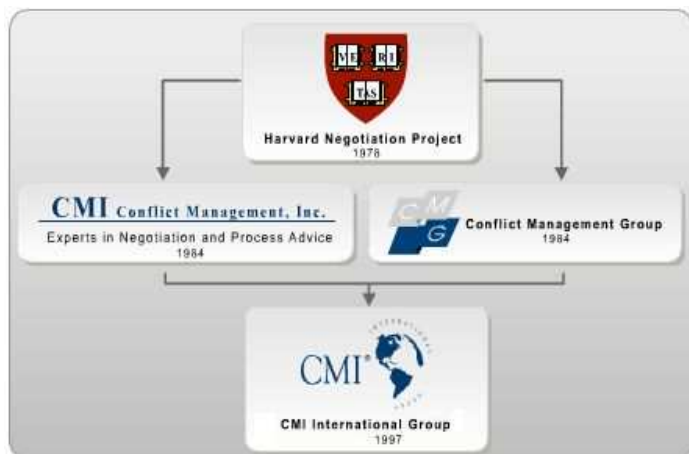 VE RI
TAS
Harvard Negotiation Project
1978
CMI Conflict Management, Inc.
Experts in Negotiation and Process Advice
1984
CMG
Conflict Management Group
1984
INTERNATIONAL
CMI®
CMI International Group
1997